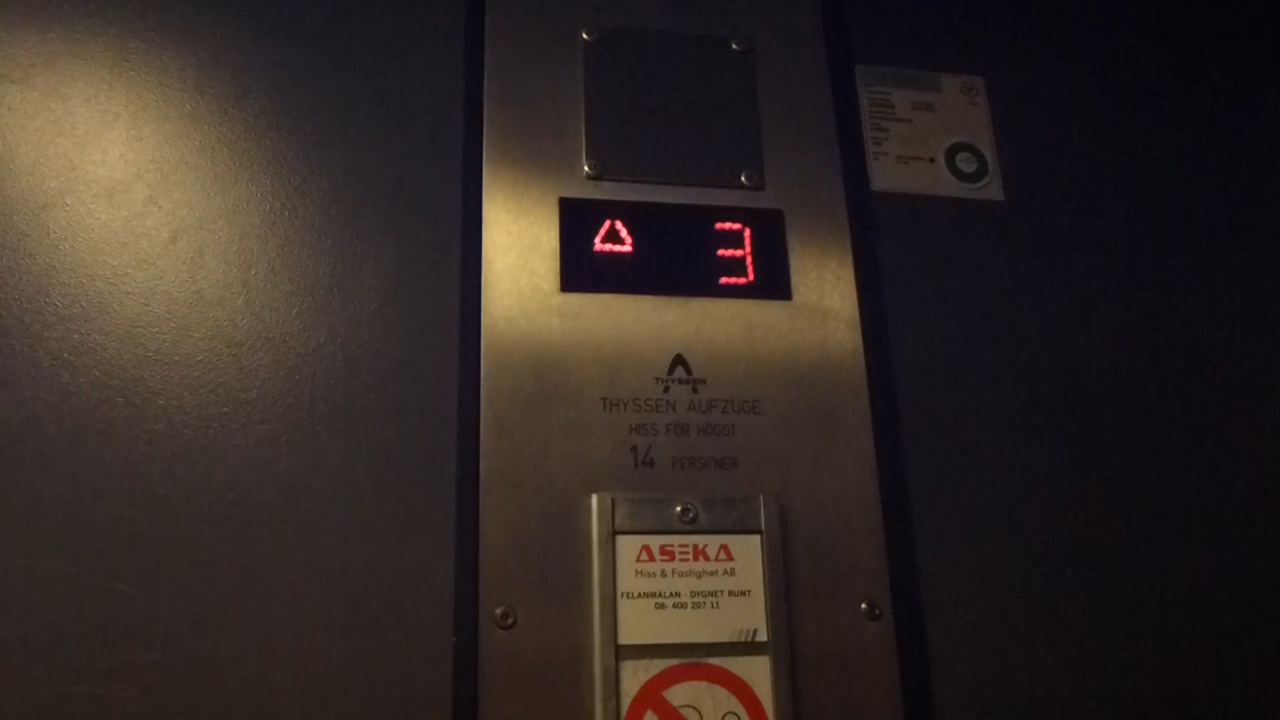 3
THYSSEN
THYSSEN AUFZÜGE
HISS FÖR HÖGST
14 PERSONER
ASEKA
Hiss & Fastighet AB
FELANMÄLAN - DYGNET RUNT
08- 400 207 11